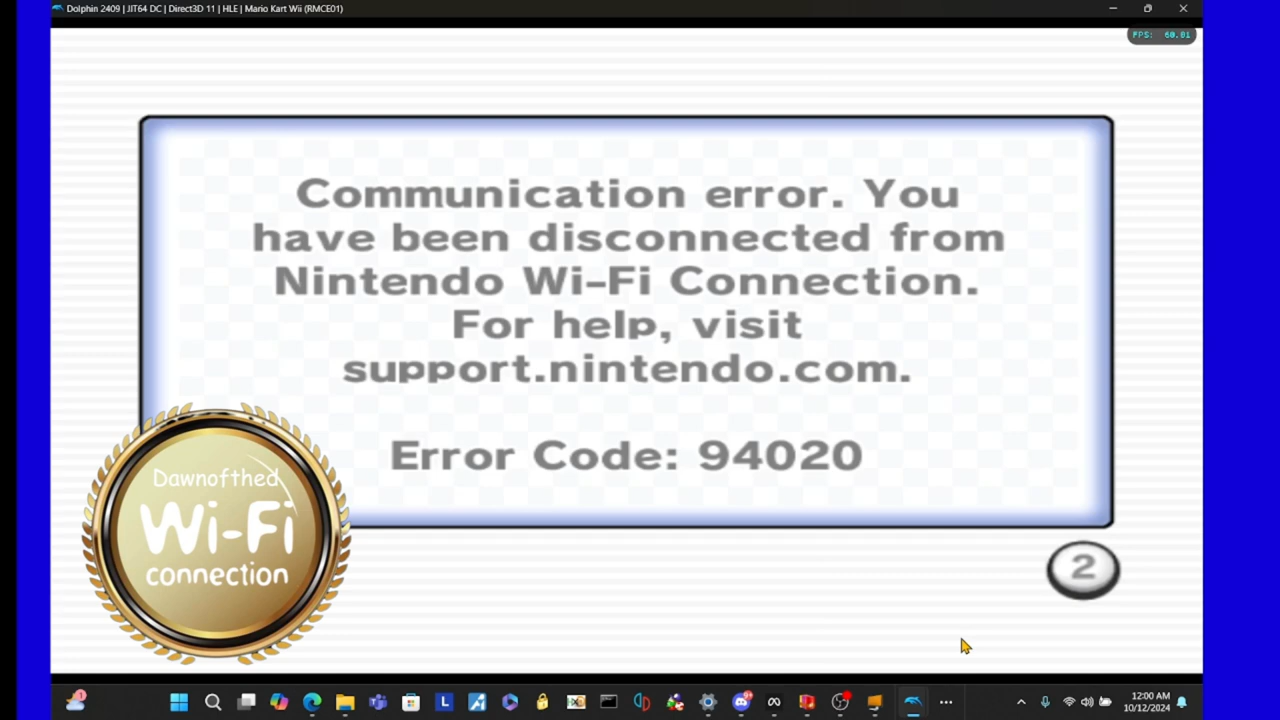 Dolphin 2409 | JIT64 DC | Direct3D 11 | HLE | Mario Kart Wii (RMCE01)
FPS: 60.01
Communication error. You
have been disconnected from
Nintendo Wi-Fi Connection.
For help, visit
support.nintendo.com.
Error Code: 94020
Dawnofthed
Wi-Fi
connection
2
12:00 AM
10/12/2024